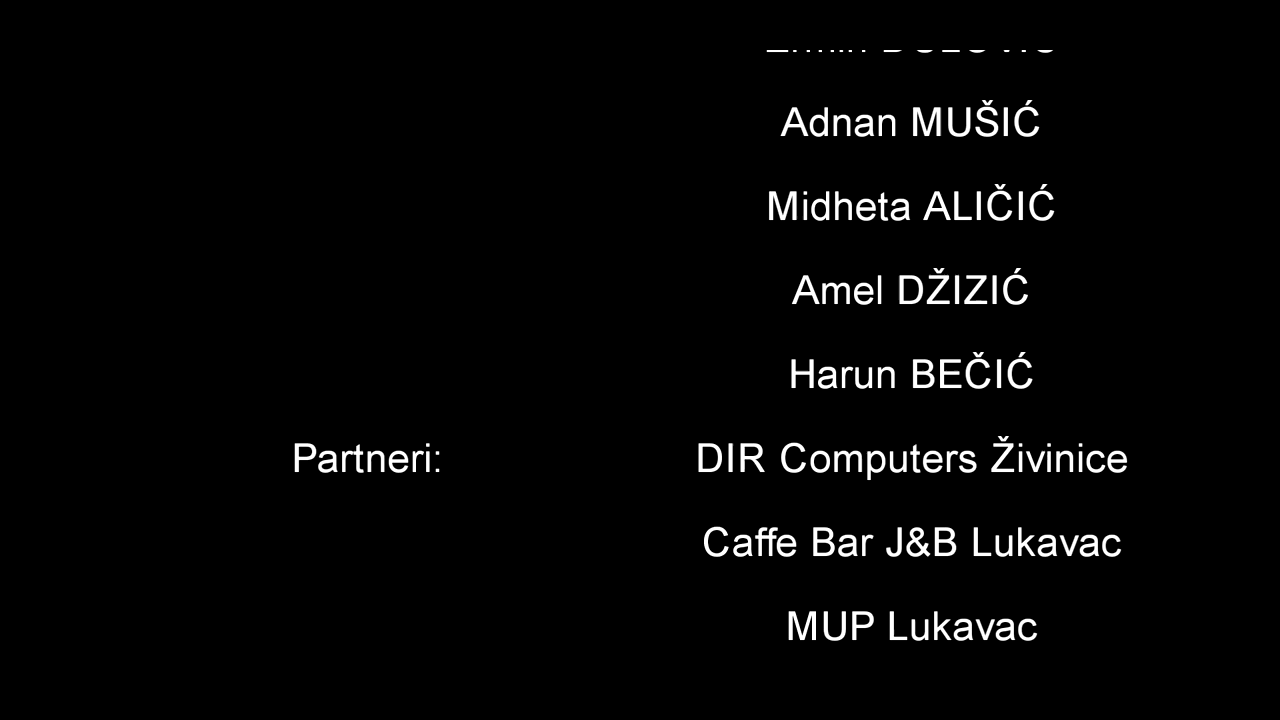 Adnan MUŠIĆ
Midheta ALIČIĆ
Amel DŽIZIĆ
Harun BEČIĆ
Partneri: DIR Computers Živinice
Caffe Bar J&B Lukavac
MUP Lukavac